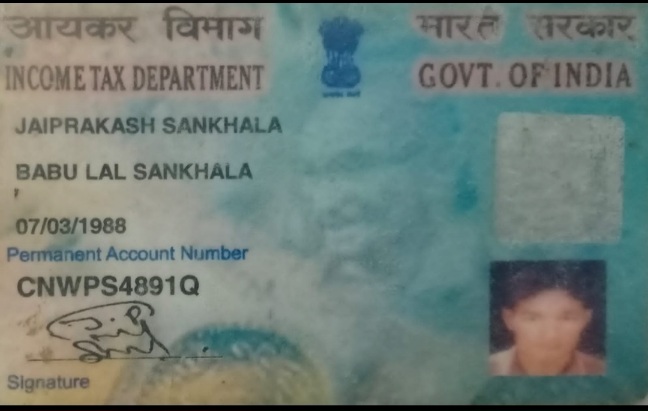 आयकर विभाग
भारत सरकार
INCOME TAX DEPARTMENT
GOVT. OF INDIA
JAIPRAKASH SANKHALA
BABU LAL SANKHALA
07/03/1988
Permanent Account Number
CNWPS4891Q
Signature